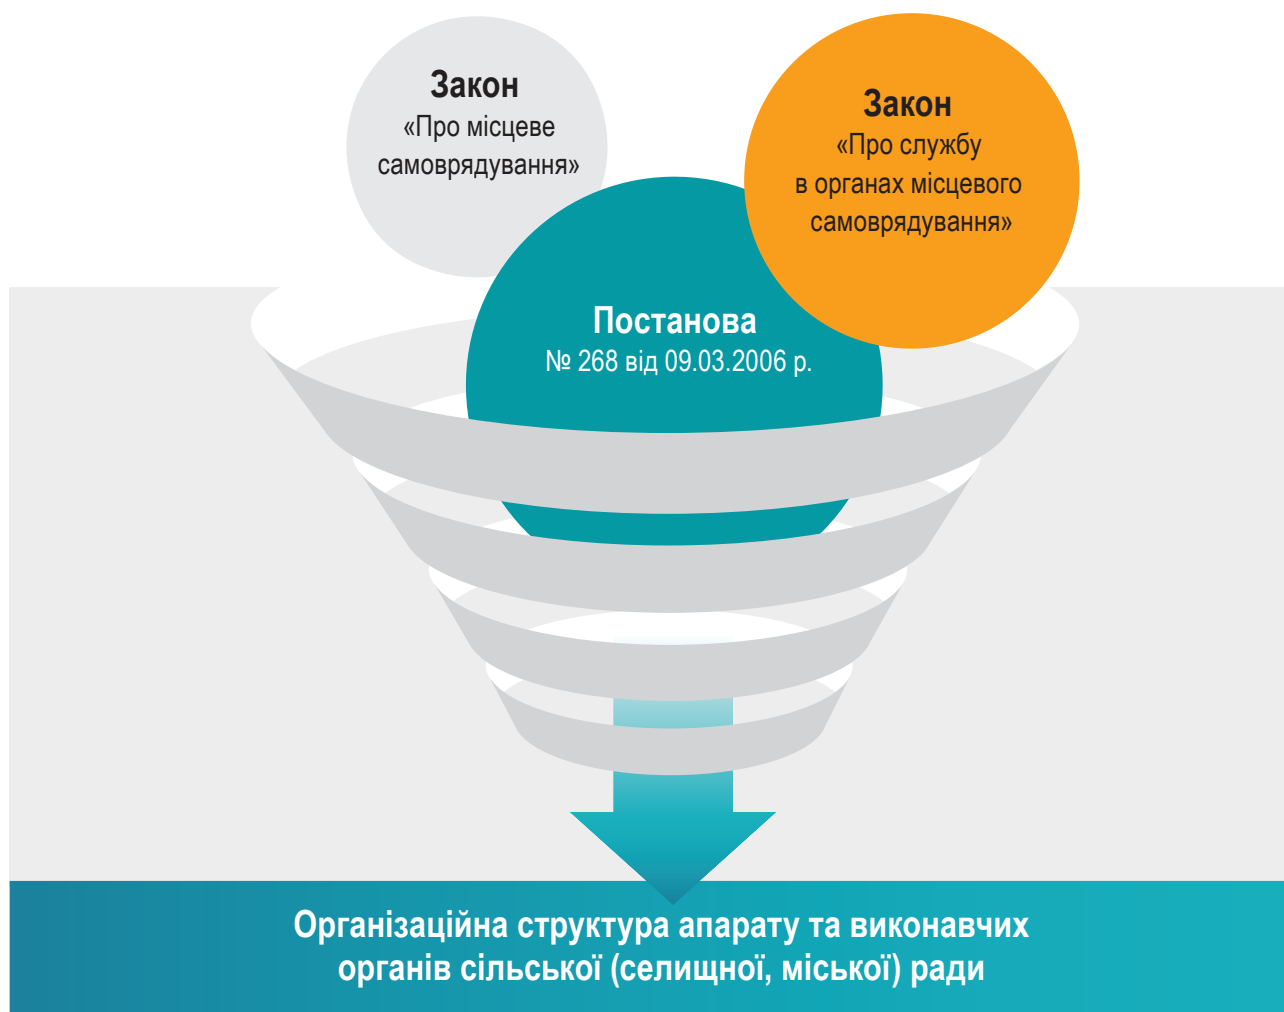 Закон
«Про місцеве
самоврядування»
Закон
«Про службу
в органах місцевого
самоврядування»
Постанова
№ 268 від 09.03.2006 р.
Організаційна структура апарату та виконавчих
органів сільської (селищної, міської) ради